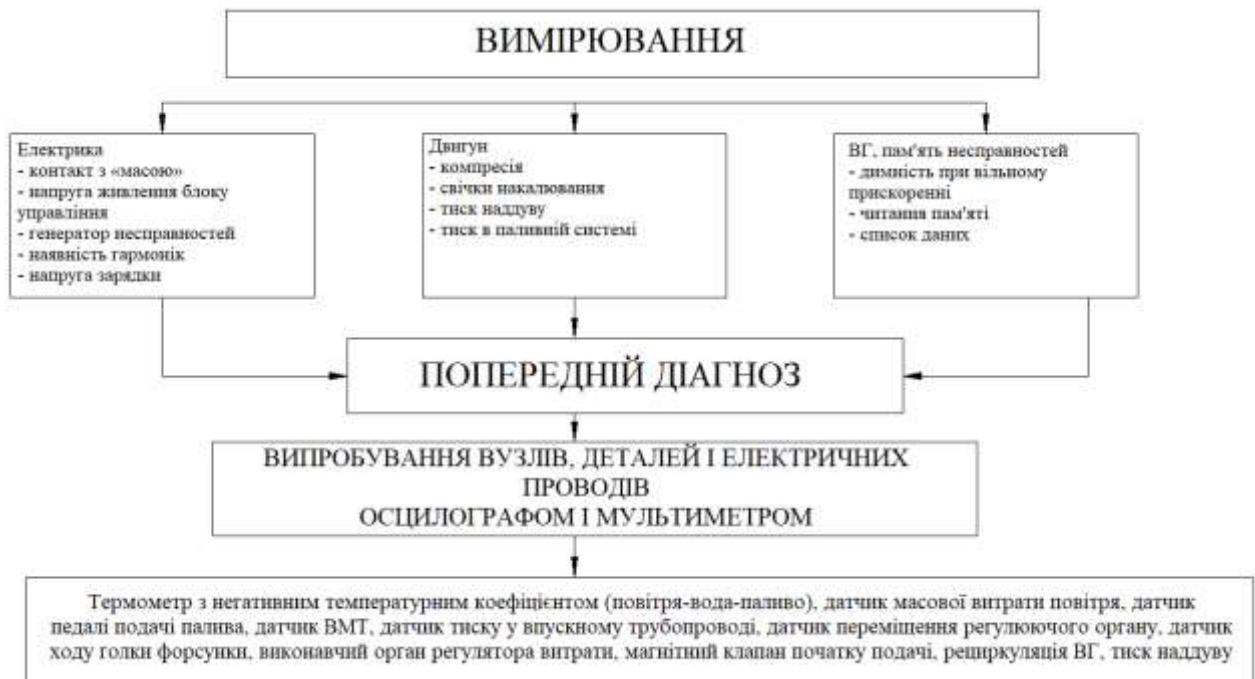 ВИМІРЮВАННЯ
Електрика
- контакт з «масою»
- напруга живлення блоку
управління
- генератор несправностей
- наявність гармонік
- напруга зарядки
Двигун
- компресія
- свічки накалювання
- тиск наддуву
- тиск в паливній системі
ВГ, пам'ять несправностей
- димність при вільному
прискоренні
- читання пам'яті
- список даних
ПОПЕРЕДНІЙ ДІАГНОЗ
ВИПРОБУВАННЯ ВУЗЛІВ, ДЕТАЛЕЙ І ЕЛЕКТРИЧНИХ
ПРОВОДІВ
ОСЦИЛОГРАФОМ І МУЛЬТИМЕТРОМ
Термометр з негативним температурним коефіцієнтом (повітря-вода-паливо), датчик масової витрати повітря, датчик
педалі подачі палива, датчик ВМТ, датчик тиску у впускному трубопроводі, датчик переміщення регулюючого органу, датчик
ходу голки форсунки, виконавчий орган регулятора витрати, магнітний клапан початку подачі, рециркуляція ВГ, тиск наддуву